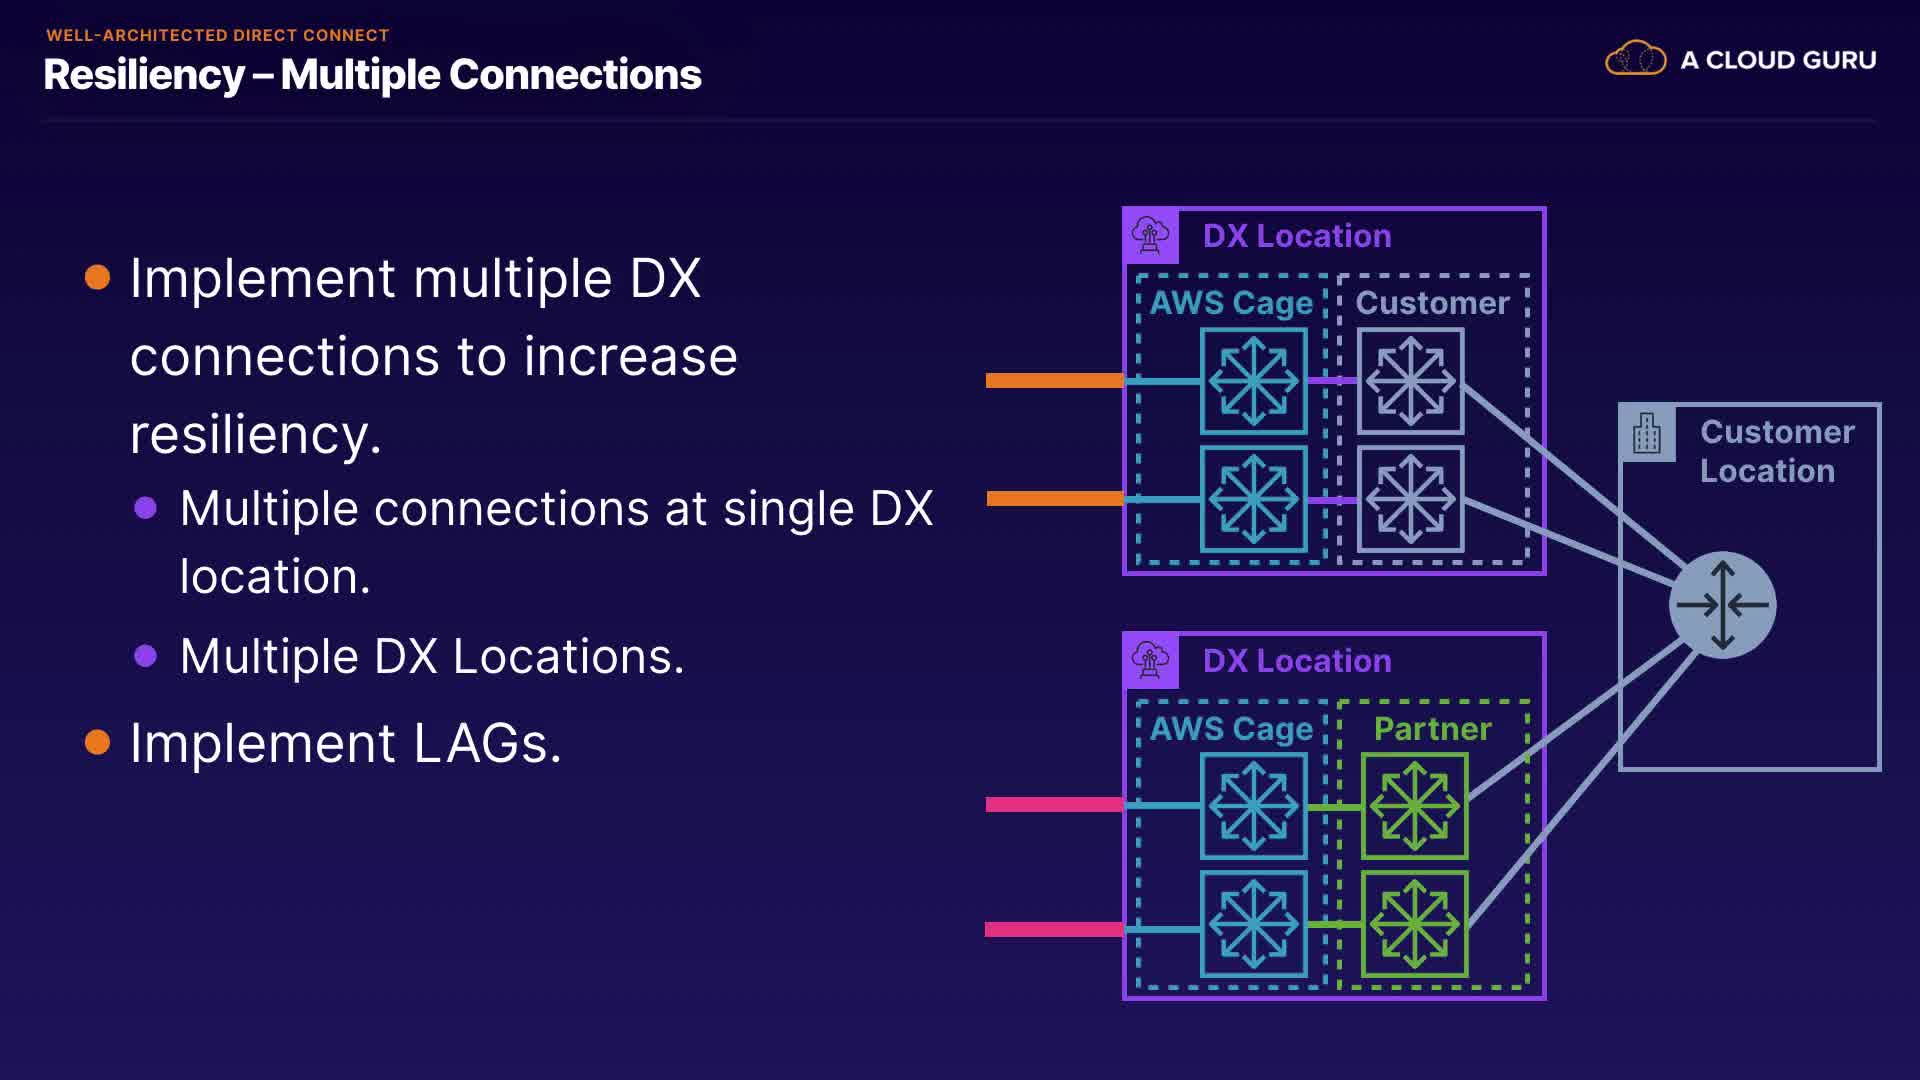 WELL-ARCHITECTED DIRECT CONNECT
Resiliency – Multiple Connections
A CLOUD GURU
Implement multiple DX
connections to increase
resiliency.
Multiple connections at single DX
location.
Multiple DX Locations.
Implement LAGs.
DX Location
AWS Cage
Customer
Customer
Location
DX Location
AWS Cage
Partner